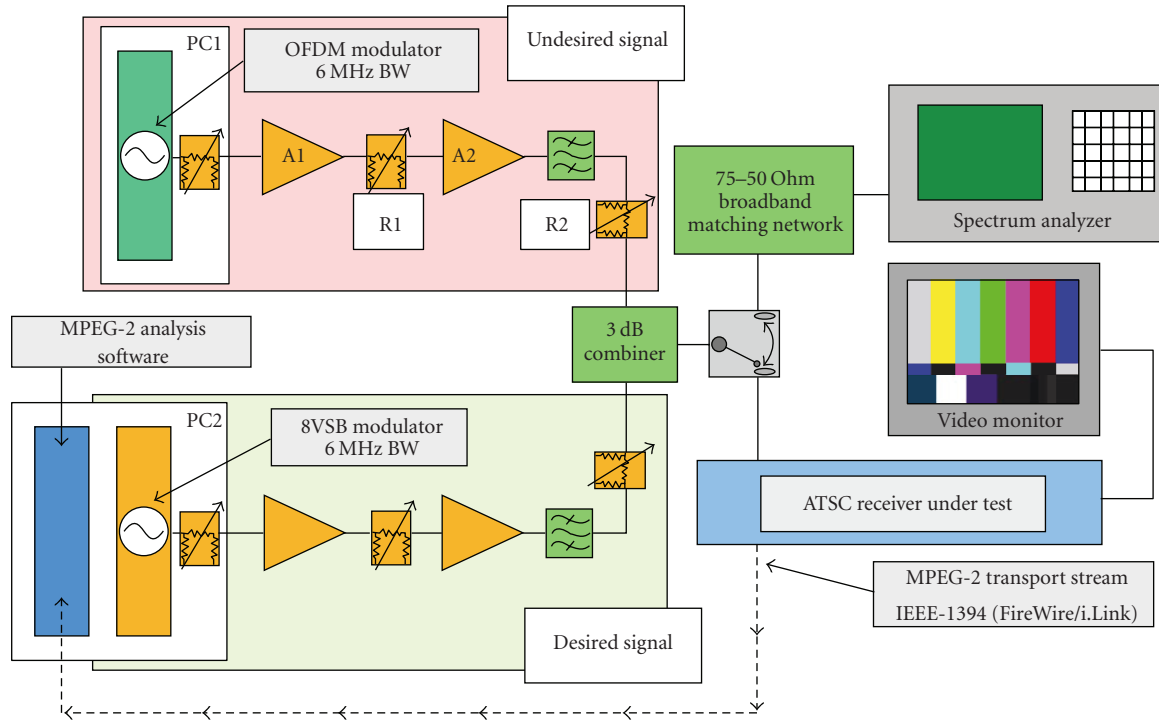 PC1
OFDM modulator
6 MHz BW
Undesired signal
A1
A2
R1
R2
75–50 Ohm
broadband
matching network
Spectrum analyzer
MPEG-2 analysis
software
3 dB
combiner
Video monitor
PC2
8VSB modulator
6 MHz BW
ATSC receiver under test
MPEG-2 transport stream
IEEE-1394 (FireWire/i.Link)
Desired signal